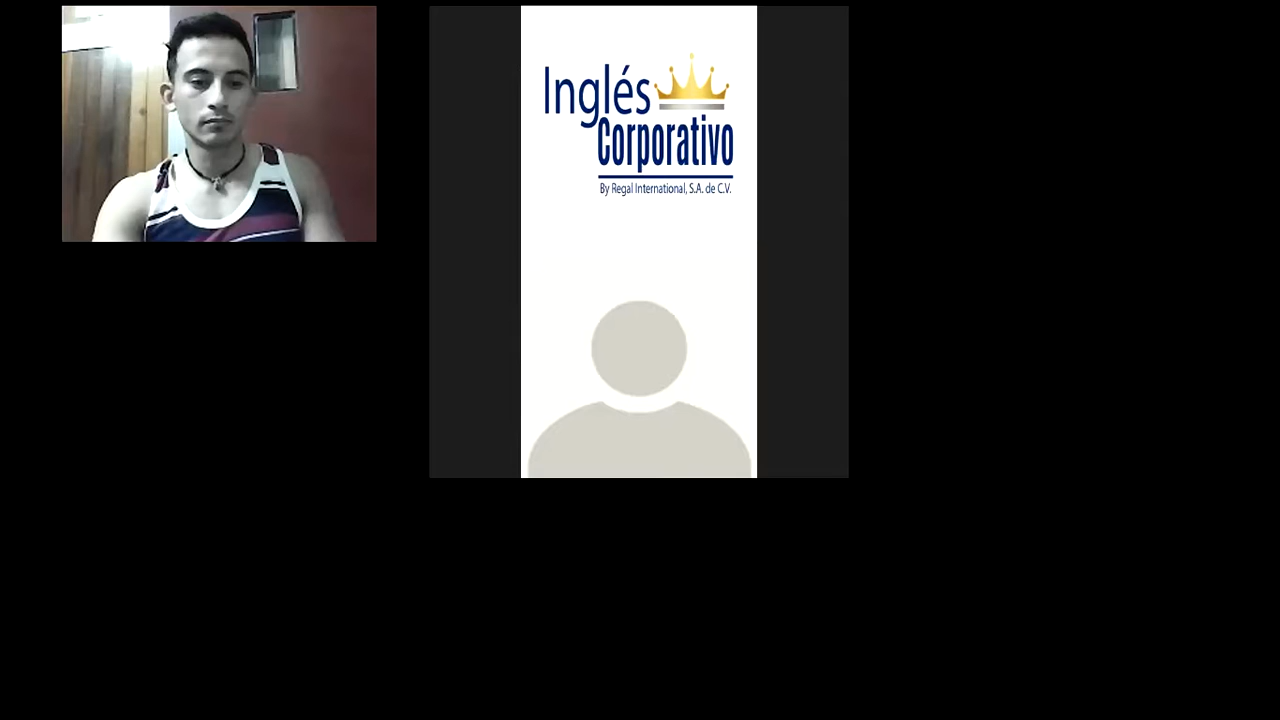 Inglés
Corporativo
By Regal International, S.A. de C.V.